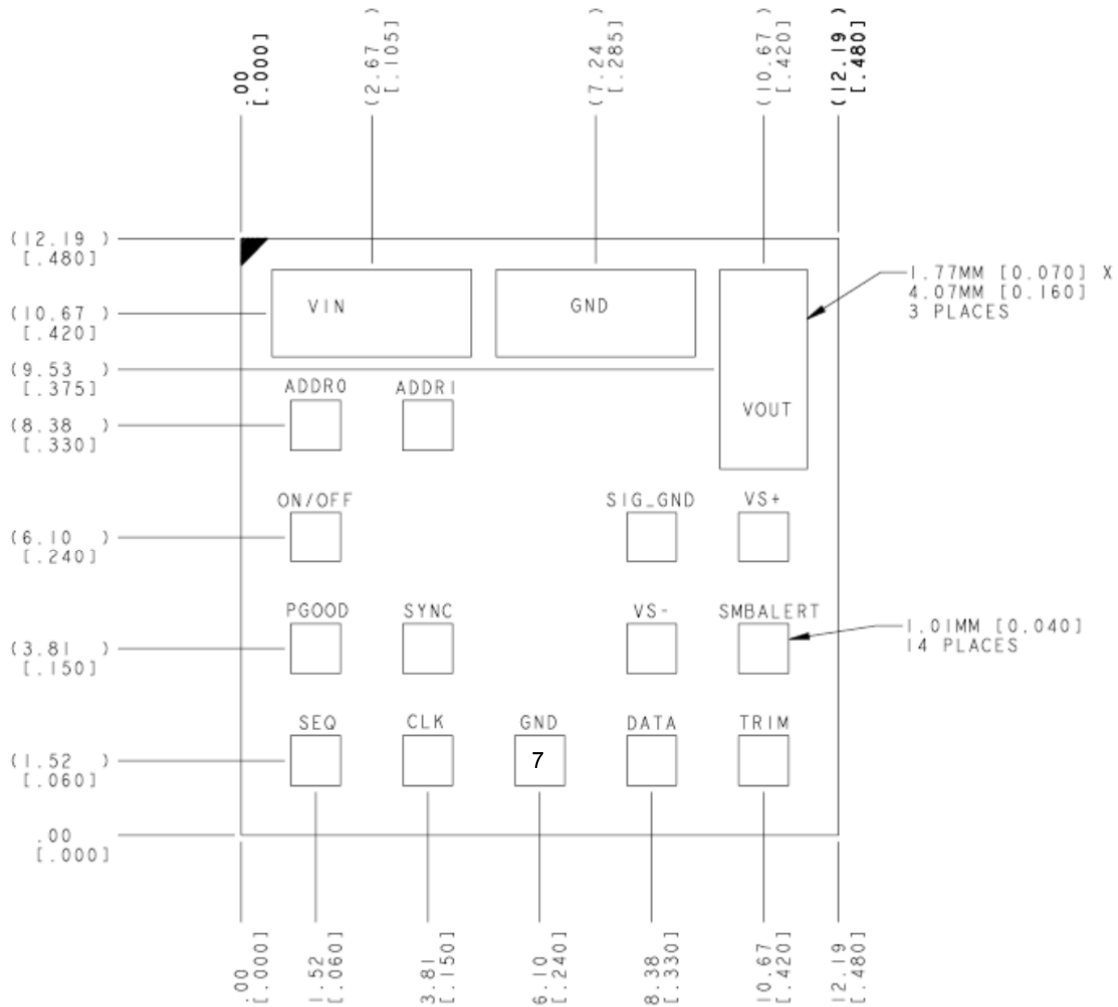 .00
[.000]
(2.67 )
[.105]
(7.24 )
[.285]
(10.67 )
[.420]
(12.19 )
[.480]
(12.19 )
[.480]
VIN
GND
1.77MM [0.070] X
4.07MM [0.160]
3 PLACES
(10.67 )
[.420]
(9.53 )
[.375]
ADDR0
ADDR1
VOUT
(8.38 )
[.330]
ON/OFF
SIG_GND
VS+
(6.10 )
[.240]
PGOOD
SYNC
VS-
SMBALERT
1.01MM [0.040]
14 PLACES
(3.81 )
[.150]
SEQ
CLK
GND
DATA
TRIM
(1.52 )
[.060]
7
.00
[.000]
.00
[.000]
1.52
[.060]
3.81
[.150]
6.10
[.240]
8.38
[.330]
10.67
[.420]
12.19
[.480]